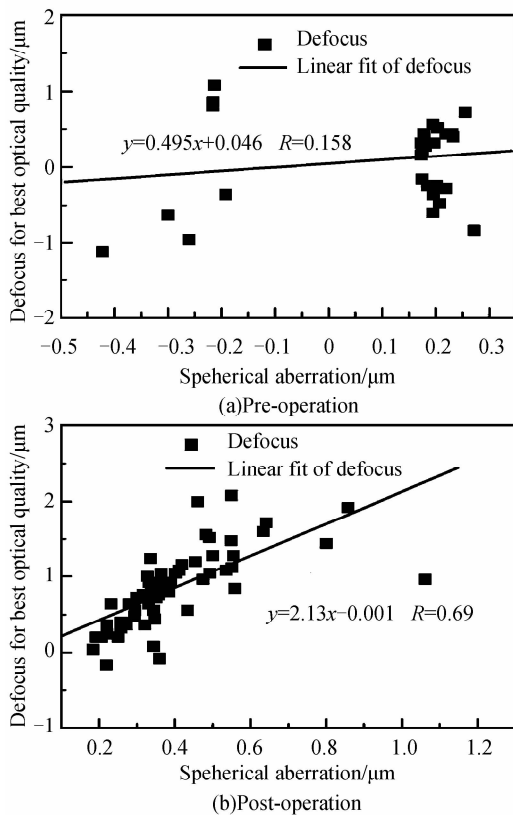 2
Defocus
Linear fit of defocus
1
y=0.495x+0.046 R=0.158
0
−1
−2
−0.5 −0.4 −0.3 −0.2 −0.1 0 0.1 0.2 0.3
Defocus for best optical quality/μm
Speherical aberration/μm
(a)Pre-operation
3
Defocus
Linear fit of defocus
2
1
y=2.13x−0.001 R=0.69
0
−1
0.2 0.4 0.6 0.8 1.0 1.2
Defocus for best optical quality/μm
Speherical aberration/μm
(b)Post-operation